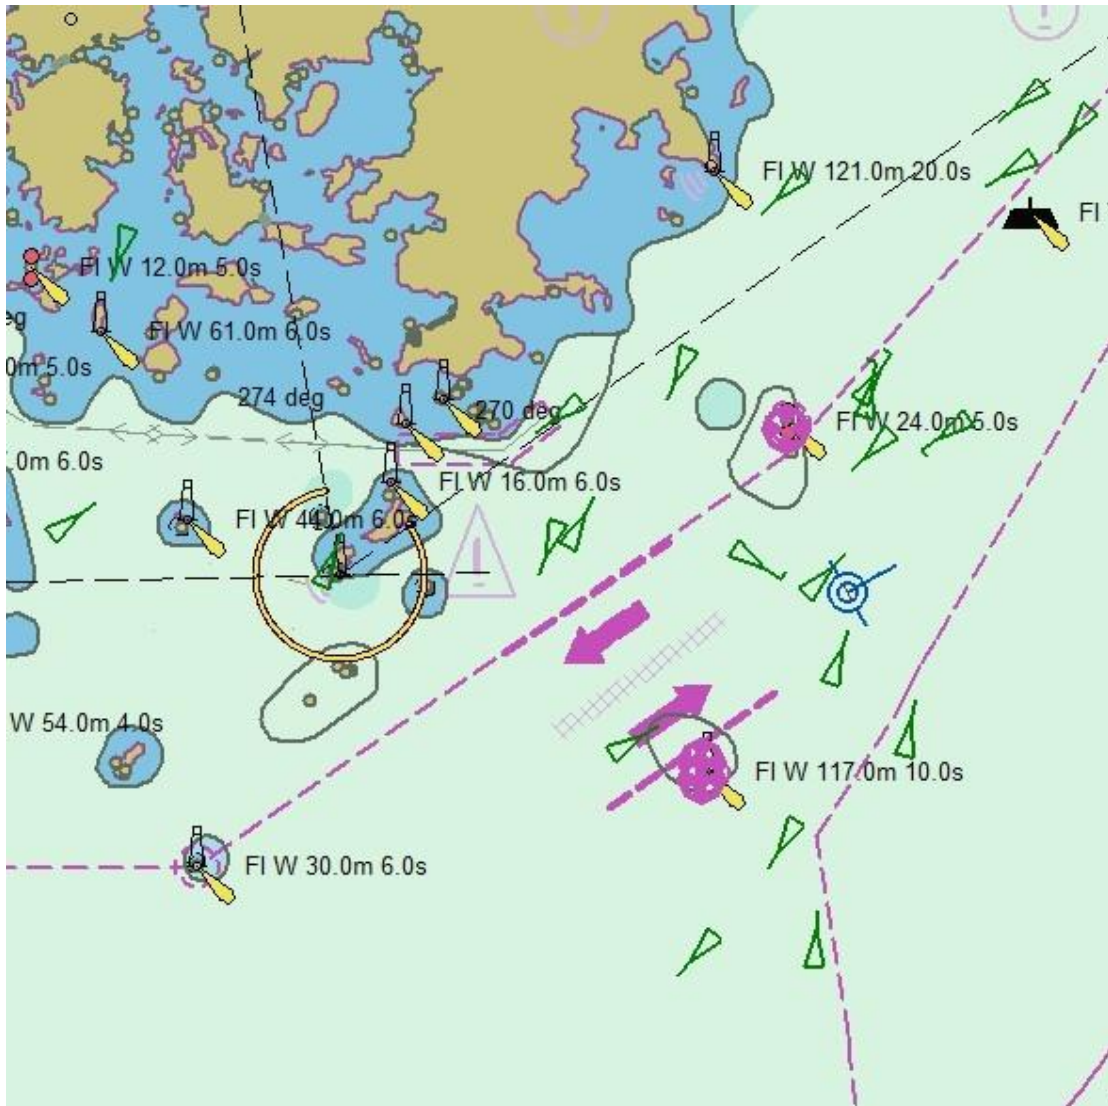 Fl W 121.0m 20.0s
Fl
Fl W 12.0m 5.0s
eg
Fl W 61.0m 6.0s
0m 5.0s
274 deg
270 deg
Fl W 24.0m 5.0s
.0m 6.0s
Fl W 16.0m 6.0s
Fl W 44.0m 6.0s
W 54.0m 4.0s
Fl W 117.0m 10.0s
Fl W 30.0m 6.0s